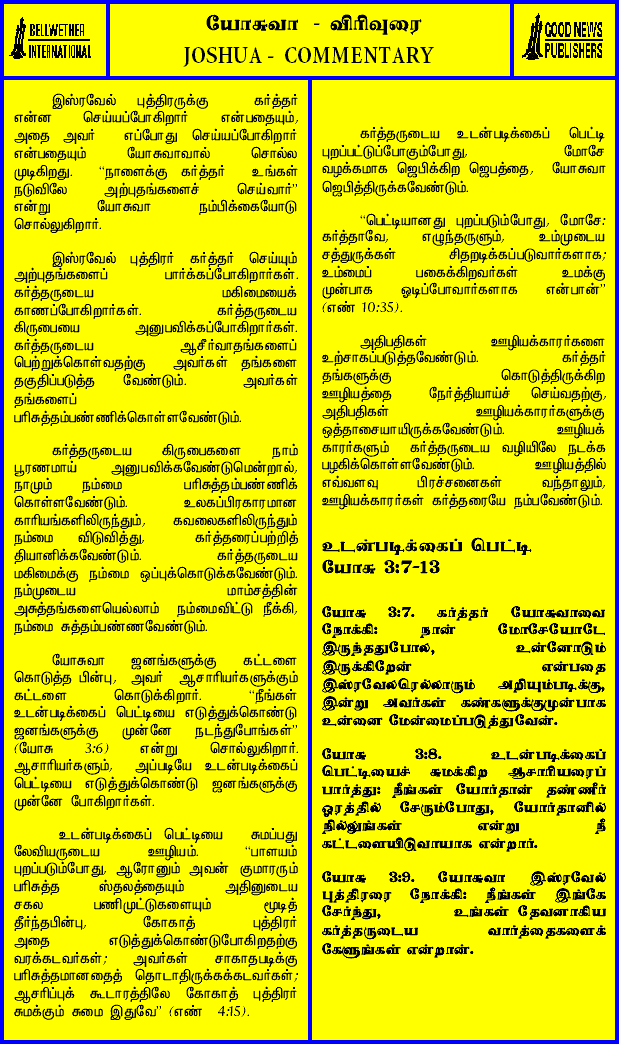 BELLWETHER
INTERNATIONAL
யோசுவா - விரிவுரை
JOSHUA - COMMENTARY
GOOD NEWS
PUBLISHERS
இஸ்ரவேல் புத்திரருக்கு கர்த்தர்
என்ன செய்யப்போகிறார் என்பதையும்,
அதை அவர் எப்போது செய்யப்போகிறார்
என்பதையும் யோசுவாவால் சொல்ல
முடிகிறது. “நாளைக்கு கர்த்தர் உங்கள்
நடுவிலே அற்புதங்களைச் செய்வார்”
என்று யோசுவா நம்பிக்கையோடு
சொல்லுகிறார்.
இஸ்ரவேல் புத்திரர் கர்த்தர் செய்யும்
அற்புதங்களைப் பார்க்கப்போகிறார்கள்.
கர்த்தருடைய மகிமையைக்
காணப்போகிறார்கள். கர்த்தருடைய
கிருபையை அனுபவிக்கப்போகிறார்கள்.
கர்த்தருடைய ஆசீர்வாதங்களைப்
பெற்றுக்கொள்வதற்கு அவர்கள் தங்களை
தகுதிப்படுத்த வேண்டும். அவர்கள்
தங்களைப்
பரிசுத்தம்பண்ணிக்கொள்ளவேண்டும்.
கர்த்தருடைய கிருபைகளை நாம்
பூரணமாய் அனுபவிக்கவேண்டுமென்றால்,
நாமும் நம்மை பரிசுத்தம்பண்ணிக்
கொள்ளவேண்டும். உலகப்பிரகாரமான
காரியங்களிலிருந்தும், கவலைகளிலிருந்தும்
நம்மை விடுவித்து, கர்த்தரைப்பற்றித்
தியானிக்கவேண்டும். கர்த்தருடைய
மகிமைக்கு நம்மை ஒப்புக்கொடுக்கவேண்டும்.
நம்முடைய மாம்சத்தின்
அசுத்தங்களையெல்லாம் நம்மைவிட்டு நீக்கி,
நம்மை சுத்தம்பண்ணவேண்டும்.
யோசுவா ஜனங்களுக்கு கட்டளை
கொடுத்த பின்பு, அவர் ஆசாரியர்களுக்கும்
கட்டளை கொடுக்கிறார். “நீங்கள்
உடன்படிக்கைப் பெட்டியை எடுத்துக்கொண்டு
ஜனங்களுக்கு முன்னே நடந்துபோங்கள்”
(யோசு 3:6) என்று சொல்லுகிறார்.
ஆசாரியர்களும், அப்படியே உடன்படிக்கைப்
பெட்டியை எடுத்துக்கொண்டு ஜனங்களுக்கு
முன்னே போகிறார்கள்.
உடன்படிக்கைப் பெட்டியை சுமப்பது
லேவியருடைய ஊழியம். “பாளயம்
புறப்படும்போது, ஆரோனும் அவன் குமாரரும்
பரிசுத்த ஸ்தலத்தையும் அதினுடைய
சகல பணிமுட்டுகளையும் மூடித்
தீர்ந்தபின்பு, கோகாத் புத்திரர்
அதை எடுத்துக்கொண்டுபோகிறதற்கு
வரக்கடவர்கள்; அவர்கள் சாகாதபடிக்கு
பரிசுத்தமானதைத் தொடாதிருக்கக்கடவர்கள்;
ஆசரிப்புக் கூடாரத்திலே கோகாத் புத்திரர்
சுமக்கும் சுமை இதுவே” (எண் 4:15).
கர்த்தருடைய உடன்படிக்கைப் பெட்டி
புறப்பட்டுப்போகும்போது, மோசே
வழக்கமாக ஜெபிக்கிற ஜெபத்தை, யோசுவா
ஜெபித்திருக்கவேண்டும்.
“பெட்டியானது புறப்படும்போது, மோசே:
கர்த்தாவே, எழுந்தருளும், உம்முடைய
சத்துருக்கள் சிதறடிக்கப்படுவார்களாக;
உம்மைப் பகைக்கிறவர்கள் உமக்கு
முன்பாக ஓடிப்போவார்களாக என்பான்”
(எண் 10:35).
அதிபதிகள் ஊழியக்காரர்களை
உற்சாகப்படுத்தவேண்டும். கர்த்தர்
தங்களுக்கு கொடுத்திருக்கிற
ஊழியத்தை நேர்த்தியாய்ச் செய்வதற்கு,
அதிபதிகள் ஊழியக்காரர்களுக்கு
ஒத்தாசையாயிருக்கவேண்டும். ஊழியக்
காரர்களும் கர்த்தருடைய வழியிலே நடக்க
பழகிக்கொள்ளவேண்டும். ஊழியத்தில்
எவ்வளவு பிரச்சனைகள் வந்தாலும்,
ஊழியக்காரர்கள் கர்த்தரையே நம்பவேண்டும்.
உடன்படிக்கைப் பெட்டி
யோசு 3:7-13
யோசு 3:7. கர்த்தர் யோசுவாவை
நோக்கி: நான் மோசேயோடே
இருந்ததுபோல, உன்னோடும்
இருக்கிறேன் என்பதை
இஸ்ரவேலரெல்லாரும் அறியும்படிக்கு,
இன்று அவர்கள் கண்களுக்குமுன்பாக
உன்னை மேன்மைப்படுத்துவேன்.
யோசு 3:8. உடன்படிக்கைப்
பெட்டியைச் சுமக்கிற ஆசாரியரைப்
பார்த்து: நீங்கள் யோர்தான் தண்ணீர்
ஓரத்தில் சேரும்போது, யோர்தானில்
நில்லுங்கள் என்று நீ
கட்டளையிடுவாயாக என்றார்.
யோசு 3:9. யோசுவா இஸ்ரவேல்
புத்திரரை நோக்கி: நீங்கள் இங்கே
சேர்ந்து, உங்கள் தேவனாகிய
கர்த்தருடைய வார்த்தைகளைக்
கேளுங்கள் என்றான்.